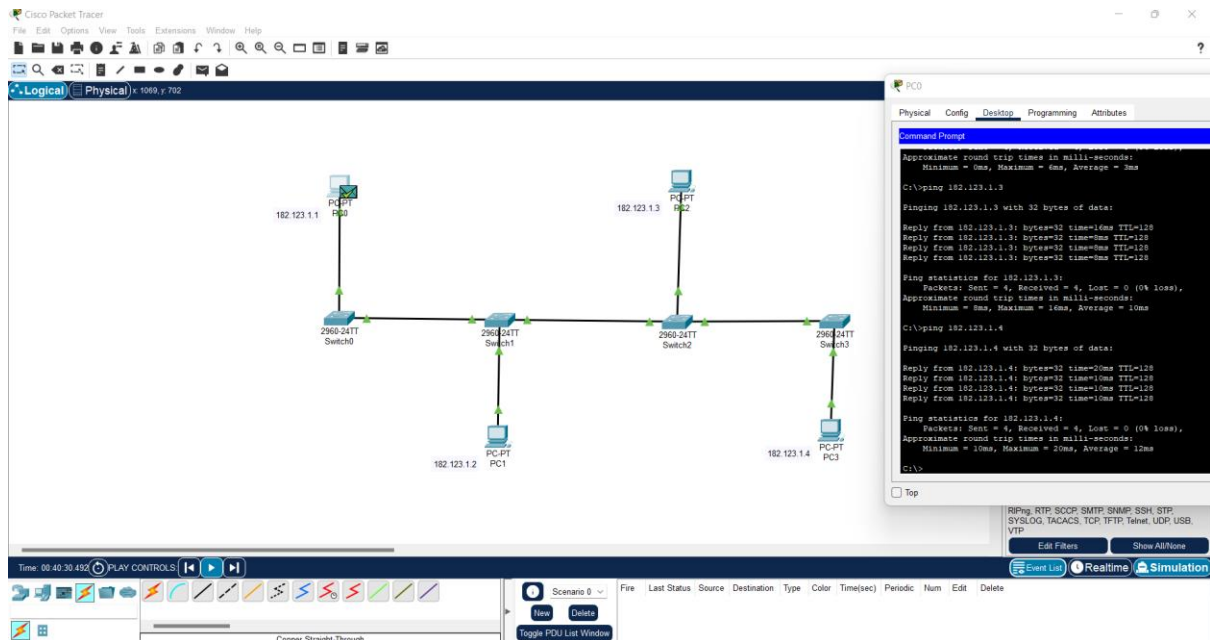 Cisco Packet Tracer
File Edit Options View Tools Extensions Window Help
?
Logical Physical x: 1069, y: 702
PC-PT
PC0
182.123.1.1
PC-PT
PC2
182.123.1.3
2960-24TT
Switch0
2960-24TT
Switch1
2960-24TT
Switch2
2960-24TT
Switch3
PC-PT
PC1
182.123.1.2
PC-PT
PC3
182.123.1.4
PC0
Physical Config Desktop Programming Attributes
Command Prompt
Approximate round trip times in milli-seconds:
Minimum = 0ms, Maximum = 6ms, Average = 3ms
C:\>ping 182.123.1.3
Pinging 182.123.1.3 with 32 bytes of data:
Reply from 182.123.1.3: bytes=32 time=16ms TTL=128
Reply from 182.123.1.3: bytes=32 time=8ms TTL=128
Reply from 182.123.1.3: bytes=32 time=8ms TTL=128
Reply from 182.123.1.3: bytes=32 time=8ms TTL=128
Ping statistics for 182.123.1.3:
Packets: Sent = 4, Received = 4, Lost = 0 (0% loss),
Approximate round trip times in milli-seconds:
Minimum = 8ms, Maximum = 16ms, Average = 10ms
C:\>ping 182.123.1.4
Pinging 182.123.1.4 with 32 bytes of data:
Reply from 182.123.1.4: bytes=32 time=20ms TTL=128
Reply from 182.123.1.4: bytes=32 time=10ms TTL=128
Reply from 182.123.1.4: bytes=32 time=10ms TTL=128
Reply from 182.123.1.4: bytes=32 time=10ms TTL=128
Ping statistics for 182.123.1.4:
Packets: Sent = 4, Received = 4, Lost = 0 (0% loss),
Approximate round trip times in milli-seconds:
Minimum = 10ms, Maximum = 20ms, Average = 12ms
C:\>
Top
RIPng, RTP, SCCP, SMTP, SNMP, SSH, STP,
SYSLOG, TACACS, TCP, TFTP, Telnet, UDP, USB,
VTP
Edit Filters Show All/None
Time: 00:40:30.492 PLAY CONTROLS: Event List Realtime Simulation
Scenario 0 Fire Last Status Source Destination Type Color Time(sec) Periodic Num Edit Delete
New Delete
Toggle PDU List Window
Copper Straight-Through